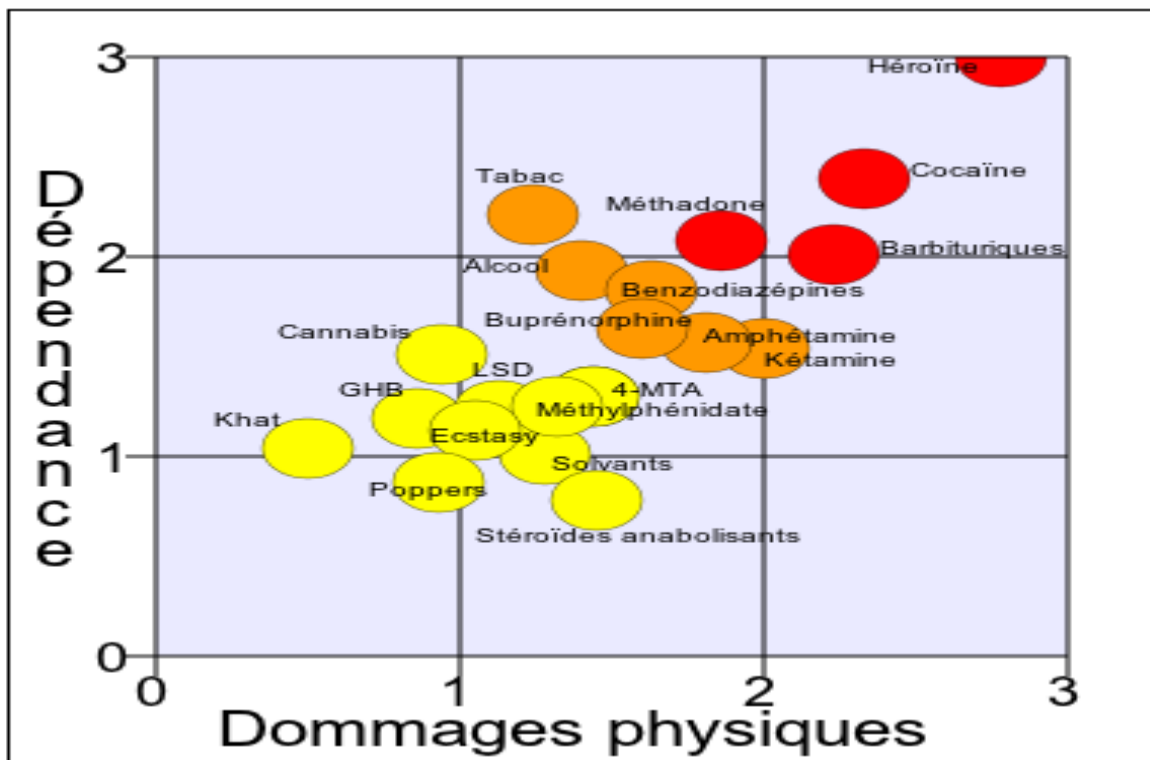 3
Héroïne
Cocaïne
Tabac
Méthadone
Barbituriques
2
Alcool
Benzodiazépines
Buprénorphine
Amphétamine
Cannabis
Kétamine
LSD
GHB
4-MTA
Méthylphénidate
Khat
Ecstasy
1
Solvants
Poppers
Stéroïdes anabolisants
0
Dépendance
0 1 2 3
Dommages physiques